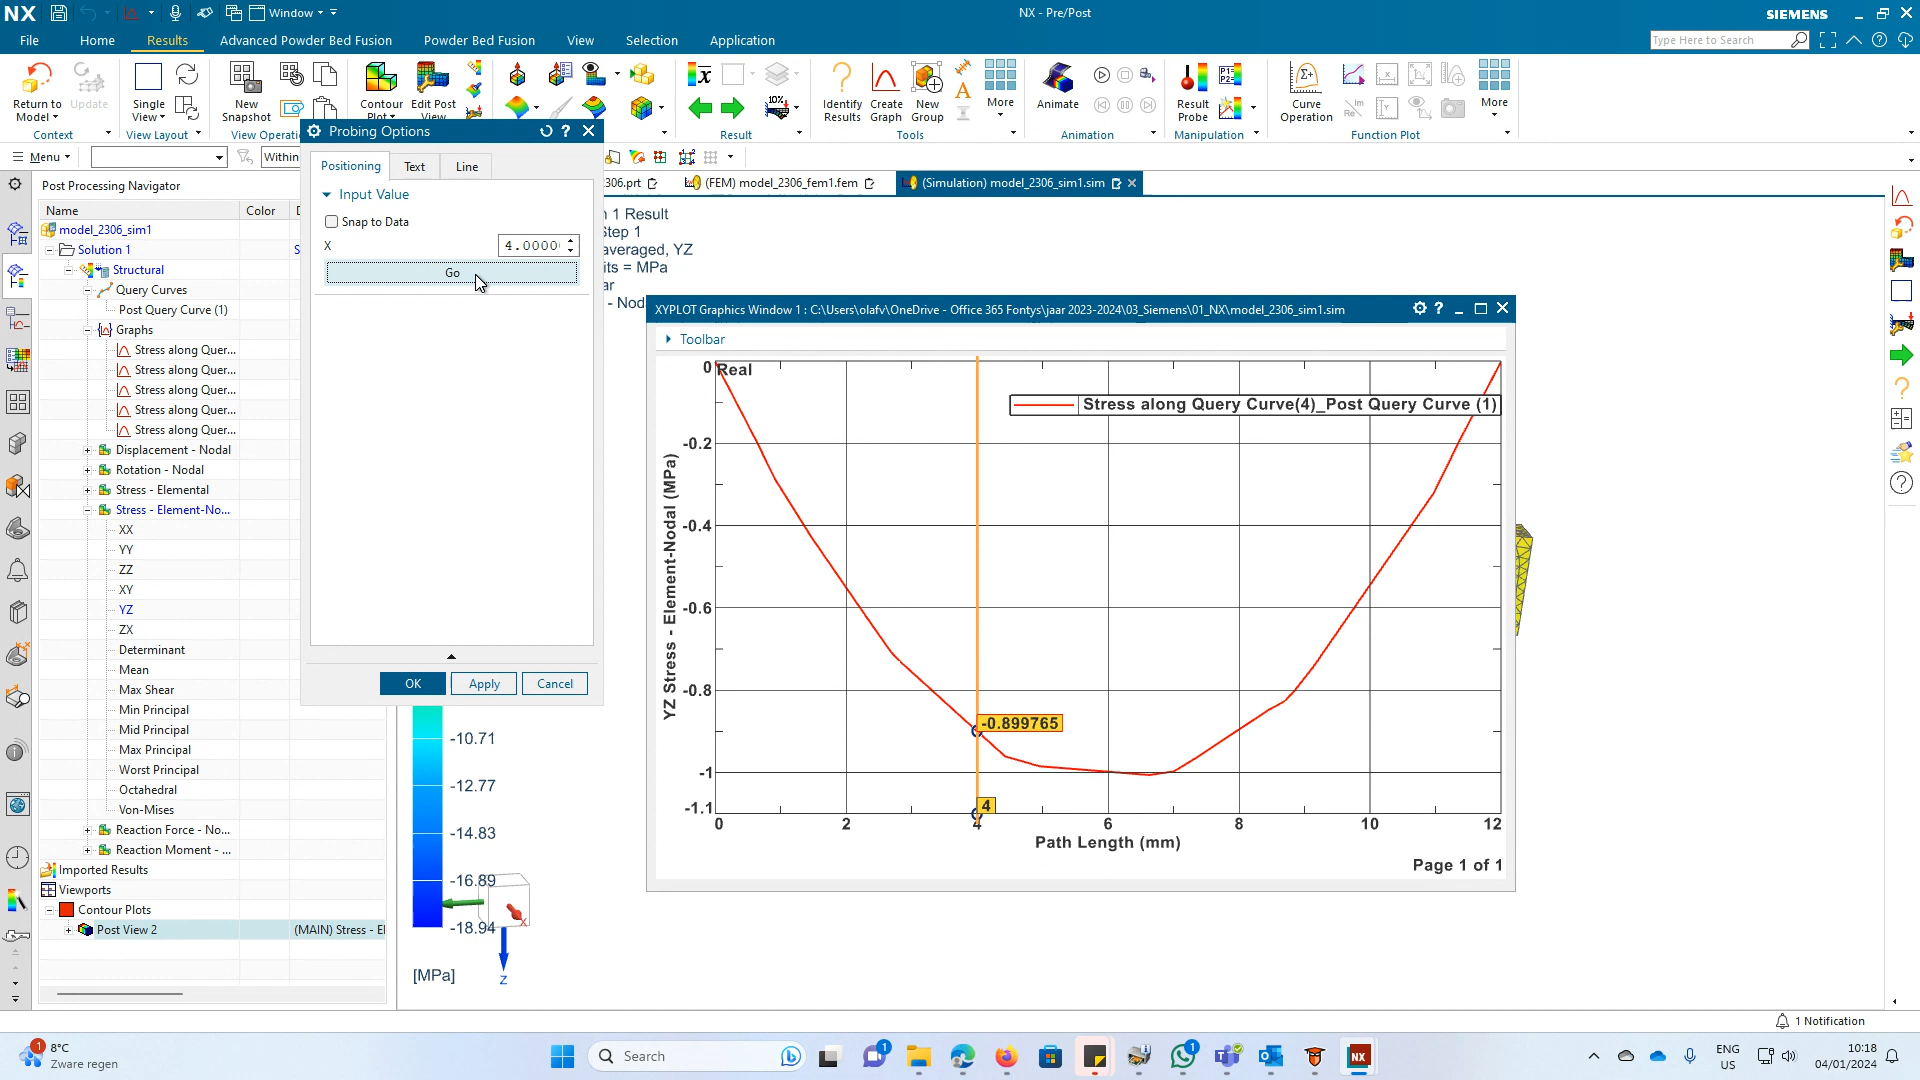 NX
Window
NX - Pre/Post
SIEMENS
File
Home
Results
Advanced Powder Bed Fusion
Powder Bed Fusion
View
Selection
Application
Type Here to Search
Return to Model
Update
Single View
New Snapshot
Contour Plot
Edit Post View
10%
Identify Results
Create Graph
New Group
More
Animate
Result Probe
Curve Operation
More
Context
View Layout
View Operati
Result
Tools
Animation
Manipulation
Function Plot
Menu
Within
Probing Options
Positioning
Text
Line
Input Value
Snap to Data
X
4.0000
Go
OK
Apply
Cancel
306.prt
(FEM) model_2306_fem1.fem
(Simulation) model_2306_sim1.sim
Post Processing Navigator
Name
Color
model_2306_sim1
Solution 1
S
Structural
Query Curves
Post Query Curve (1)
Graphs
Stress along Quer...
Stress along Quer...
Stress along Quer...
Stress along Quer...
Stress along Quer...
Displacement - Nodal
Rotation - Nodal
Stress - Elemental
Stress - Element-No...
XX
YY
ZZ
XY
YZ
ZX
Determinant
Mean
Max Shear
Min Principal
Mid Principal
Max Principal
Worst Principal
Octahedral
Von-Mises
Reaction Force - No...
Reaction Moment - ...
Imported Results
Viewports
Contour Plots
Post View 2
(MAIN) Stress - El
1 Result
Step 1
averaged, YZ
its = MPa
ar
- Nod
-10.71
-12.77
-14.83
-16.89
-18.94
[MPa]
X
Z
XYPLOT Graphics Window 1 : C:\Users\olafv\OneDrive - Office 365 Fontys\jaar 2023-2024\03_Siemens\01_NX\model_2306_sim1.sim
Toolbar
Real
Stress along Query Curve(4)_Post Query Curve (1)
YZ Stress - Element-Nodal (MPa)
0
-0.2
-0.4
-0.6
-0.8
-1
-1.1
-0.899765
4
0
2
4
6
8
10
12
Path Length (mm)
Page 1 of 1
1 Notification
1
8°C
Zware regen
Search
1
1
NX
ENG
US
10:18
04/01/2024